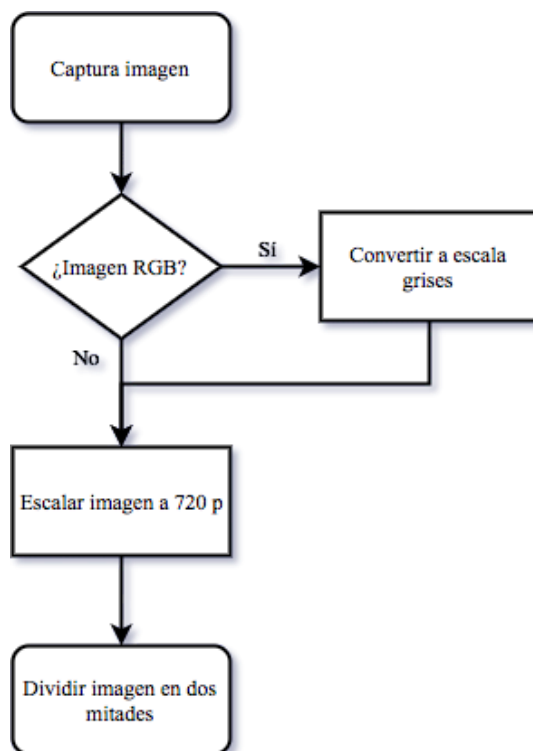 Captura imagen
¿Imagen RGB?
Sí
Convertir a escala
grises
No
Escalar imagen a 720 p
Dividir imagen en dos
mitades